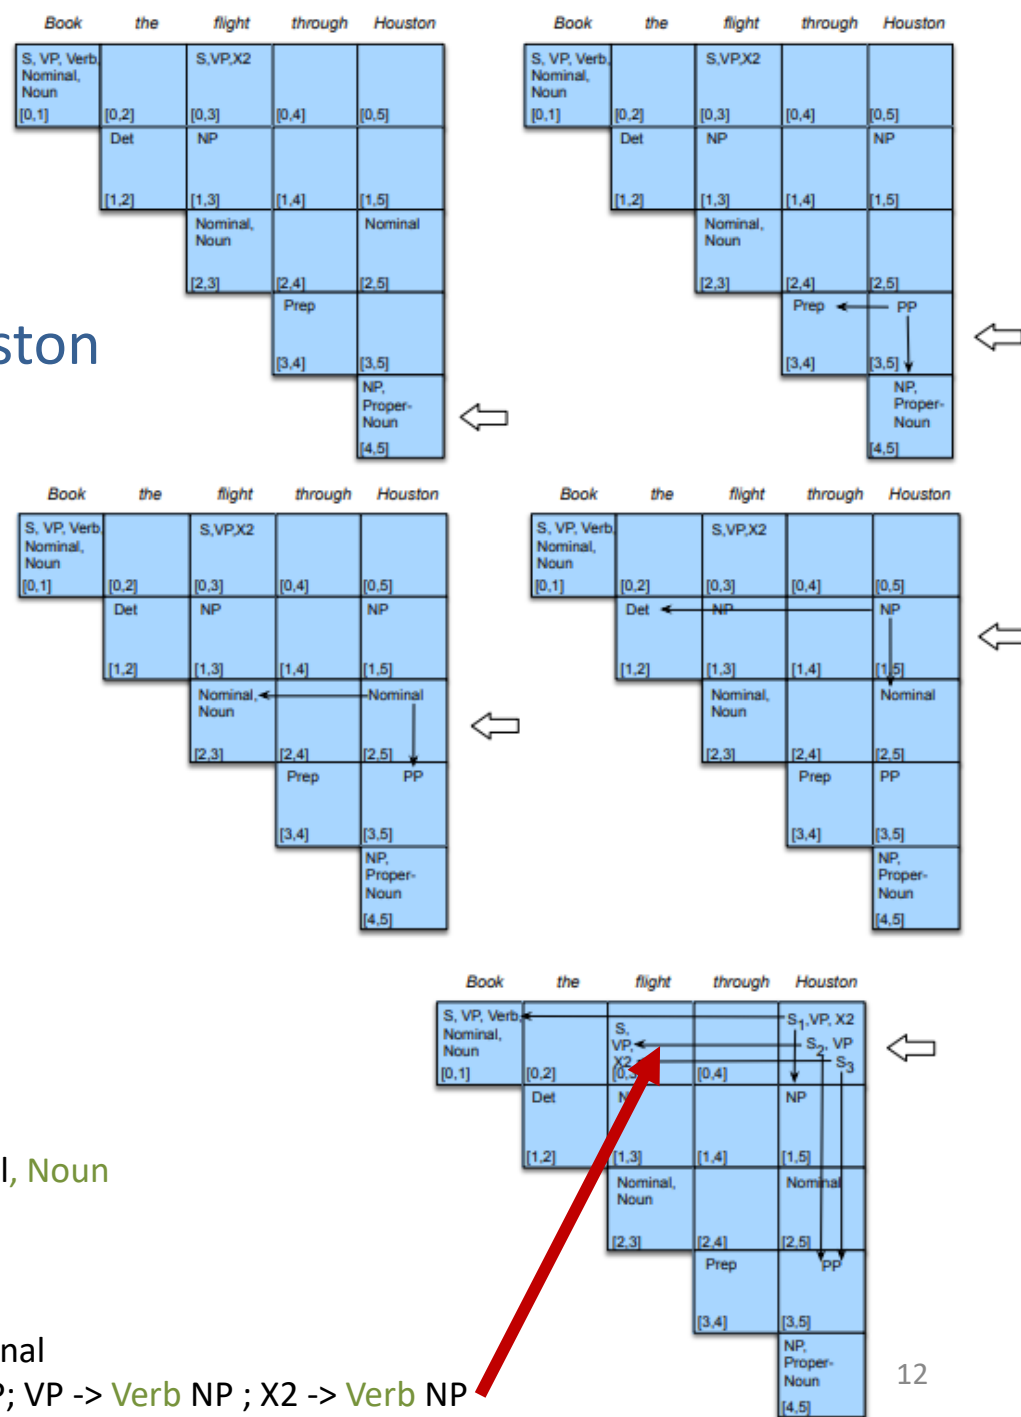 Book the flight through Houston
S, VP, Verb, Nominal, Noun [0,1]
[0,2]
S,VP,X2 [0,3]
[0,4]
[0,5]
Det [1,2]
NP [1,3]
[1,4]
[1,5]
Nominal, Noun [2,3]
[2,4]
Nominal [2,5]
Prep [3,4]
[3,5]
NP, Proper-Noun [4,5]
Book the flight through Houston
S, VP, Verb, Nominal, Noun [0,1]
[0,2]
S,VP,X2 [0,3]
[0,4]
[0,5]
Det [1,2]
NP [1,3]
[1,4]
NP [1,5]
Nominal, Noun [2,3]
[2,4]
[2,5]
Prep [3,4]
PP [3,5]
NP, Proper-Noun [4,5]
ston
Book the flight through Houston
S, VP, Verb, Nominal, Noun [0,1]
[0,2]
S,VP,X2 [0,3]
[0,4]
[0,5]
Det [1,2]
NP [1,3]
[1,4]
NP [1,5]
Nominal, Noun [2,3]
[2,4]
Nominal [2,5]
Prep [3,4]
PP [3,5]
NP, Proper-Noun [4,5]
Book the flight through Houston
S, VP, Verb, Nominal, Noun [0,1]
[0,2]
S,VP,X2 [0,3]
[0,4]
[0,5]
Det [1,2]
NP [1,3]
[1,4]
NP [1,5]
Nominal, Noun [2,3]
[2,4]
Nominal [2,5]
Prep [3,4]
PP [3,5]
NP, Proper-Noun [4,5]
Book the flight through Houston
S, VP, Verb, Nominal, Noun [0,1]
[0,2]
S, VP, X2
[0,4]
S1, VP, X2
S2, VP
S3
Det [1,2]
[1,3]
[1,4]
NP [1,5]
Nominal, Noun [2,3]
[2,4]
Nominal [2,5]
Prep [3,4]
PP [3,5]
NP, Proper-Noun [4,5]
l, Noun
nal
P; VP -> Verb NP ; X2 -> Verb NP
12